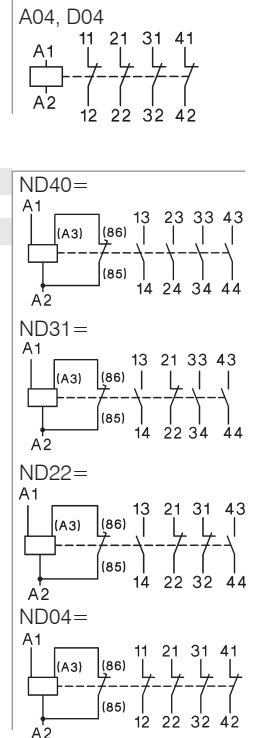 A04, D04
A1 11 21 31 41
A2 12 22 32 42
ND40=
A1 13 23 33 43
(A3) (86)
(85)
A2 14 24 34 44
ND31=
A1 13 21 33 43
(A3) (86)
(85)
A2 14 22 34 44
ND22=
A1 13 21 31 43
(A3) (86)
(85)
A2 14 22 32 44
ND04=
A1 11 21 31 41
(A3) (86)
(85)
A2 12 22 32 42